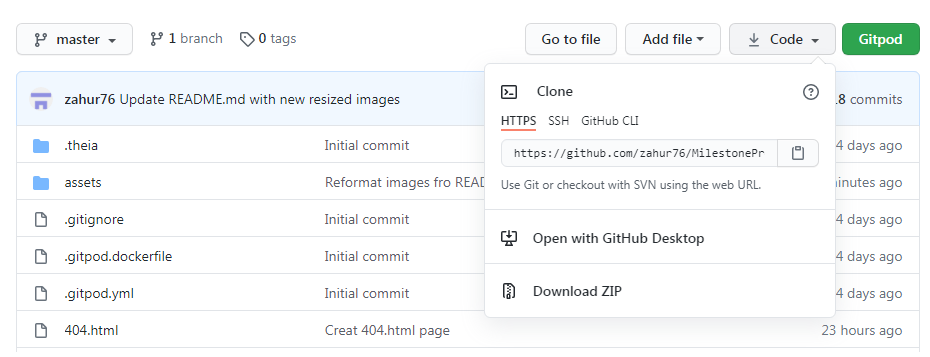 master 1 branch 0 tags Go to file Add file Code Gitpod
zahur76 Update README.md with new resized images 8 commits
Clone
HTTPS SSH GitHub CLI
https://github.com/zahur76/MilestonePr
Use Git or checkout with SVN using the web URL.
Open with GitHub Desktop
Download ZIP
.theia Initial commit 4 days ago
assets Reformat images fro READ minutes ago
.gitignore Initial commit 4 days ago
.gitpod.dockerfile Initial commit 4 days ago
.gitpod.yml Initial commit 4 days ago
404.html Creat 404.html page 23 hours ago